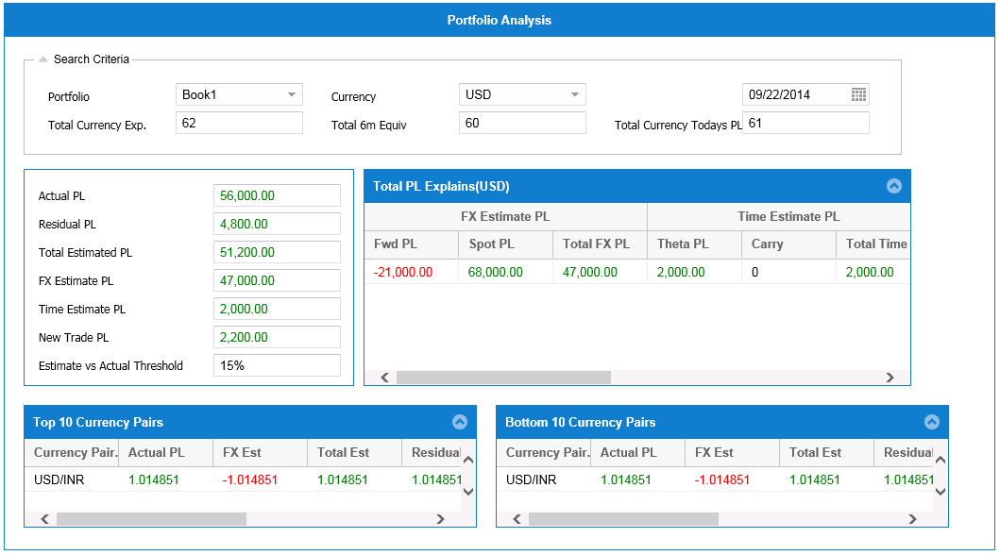 Portfolio Analysis
Search Criteria
Portfolio Book1 Currency USD 09/22/2014
Total Currency Exp. 62 Total 6m Equiv 60 Total Currency Todays PL 61
Actual PL 56,000.00
Residual PL 4,800.00
Total Estimated PL 51,200.00
FX Estimate PL 47,000.00
Time Estimate PL 2,000.00
New Trade PL 2,200.00
Estimate vs Actual Threshold 15%
Total PL Explains(USD)
FX Estimate PL Time Estimate PL
Fwd PL Spot PL Total FX PL Theta PL Carry Total Time
-21,000.00 68,000.00 47,000.00 2,000.00 0 2,000.00
Top 10 Currency Pairs
Currency Pair. Actual PL FX Est Total Est Residual
USD/INR 1.014851 -1.014851 1.014851 1.014851
Bottom 10 Currency Pairs
Currency Pair. Actual PL FX Est Total Est Residua
USD/INR 1.014851 -1.014851 1.014851 1.014851